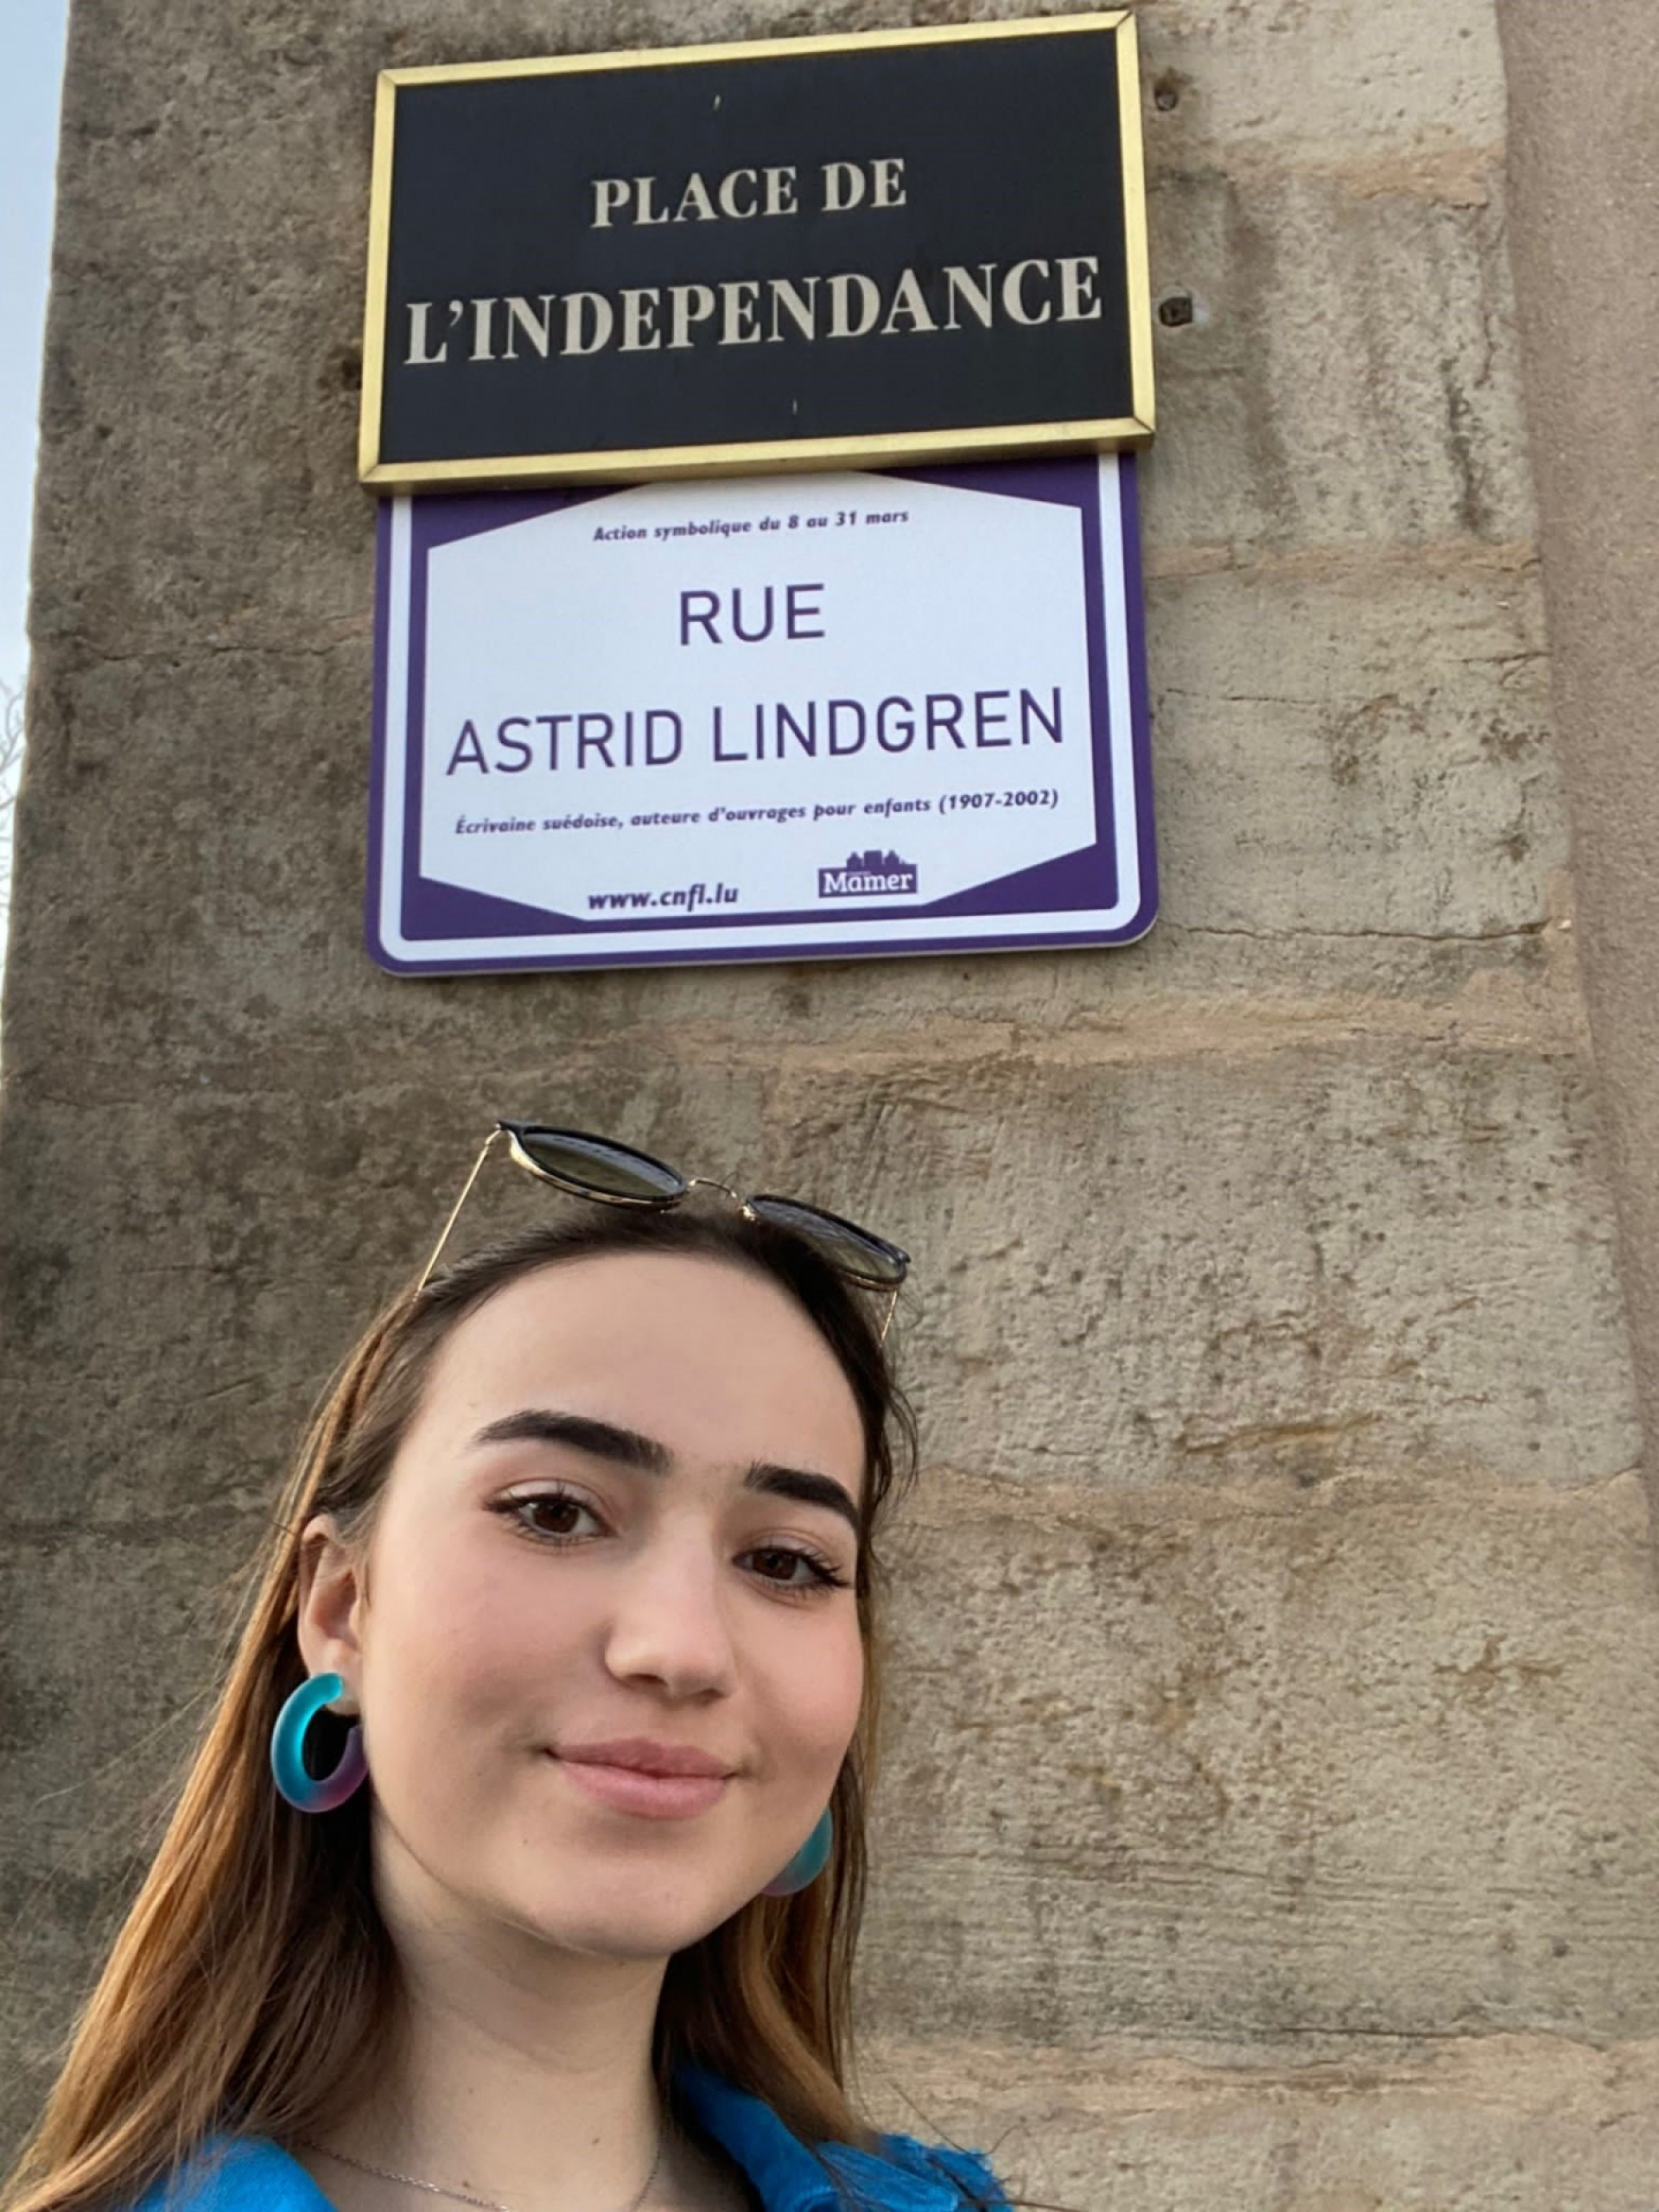 PLACE DE
L'INDEPENDANCE
Action symbolique du 8 au 31 mars
RUE
ASTRID LINDGREN
Écrivaine suédoise, auteure d'ouvrages pour enfants (1907-2002)
www.cnfl.lu
Mamer